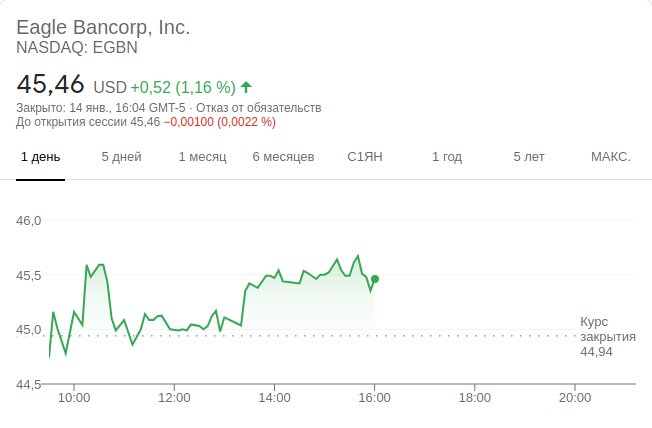 Eagle Bancorp, Inc.
NASDAQ: EGBN
45,46 USD +0,52 (1,16 %)
Закрыто: 14 янв., 16:04 GMT-5 · Отказ от обязательств
До открытия сессии 45,46 −0,00100 (0,0022 %)
1 день 5 дней 1 месяц 6 месяцев С1ЯН 1 год 5 лет МАКС.
46,0
45,5
45,0
Курс
закрытия
44,94
44,5
10:00 12:00 14:00 16:00 18:00 20:00